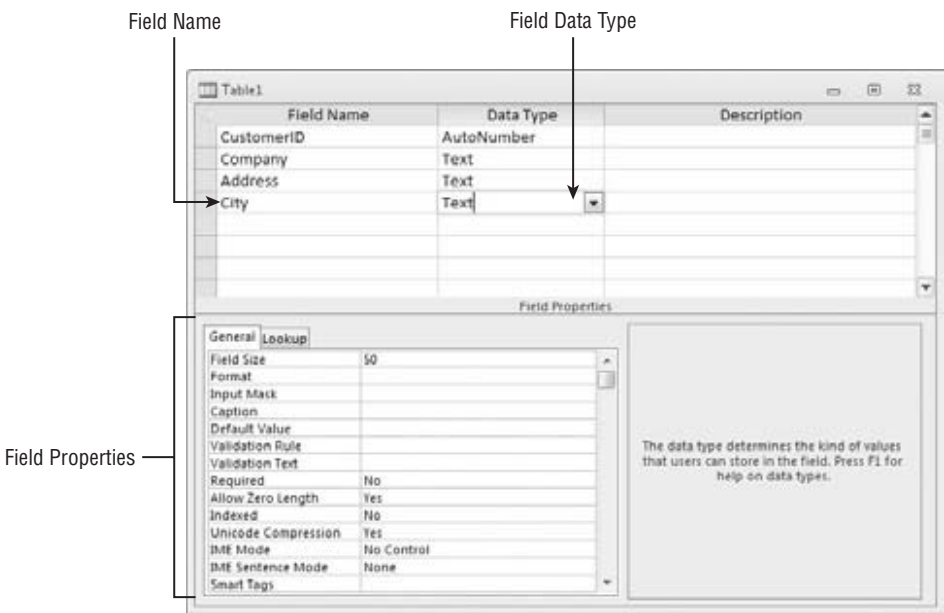 Field Name Field Data Type
Table1
Field Name Data Type Description
CustomerID AutoNumber
Company Text
Address Text
City Text
Field Properties
General Lookup
Field Size 50
Format
Input Mask
Caption
Default Value
Validation Rule
Validation Text
Required No
Allow Zero Length Yes
Indexed No
Unicode Compression Yes
IME Mode No Control
IME Sentence Mode None
Smart Tags
The data type determines the kind of values
that users can store in the field. Press F1 for
help on data types.
Field Properties